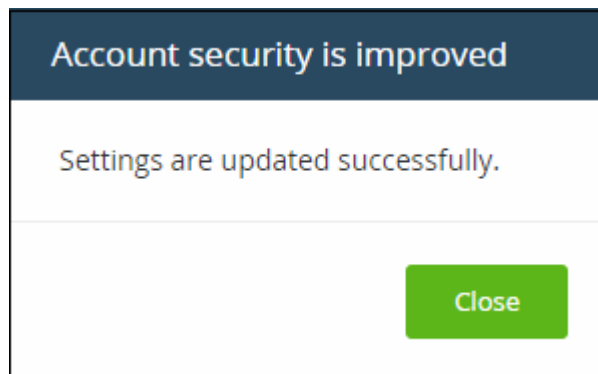 Account security is improved
Settings are updated successfully.
Close